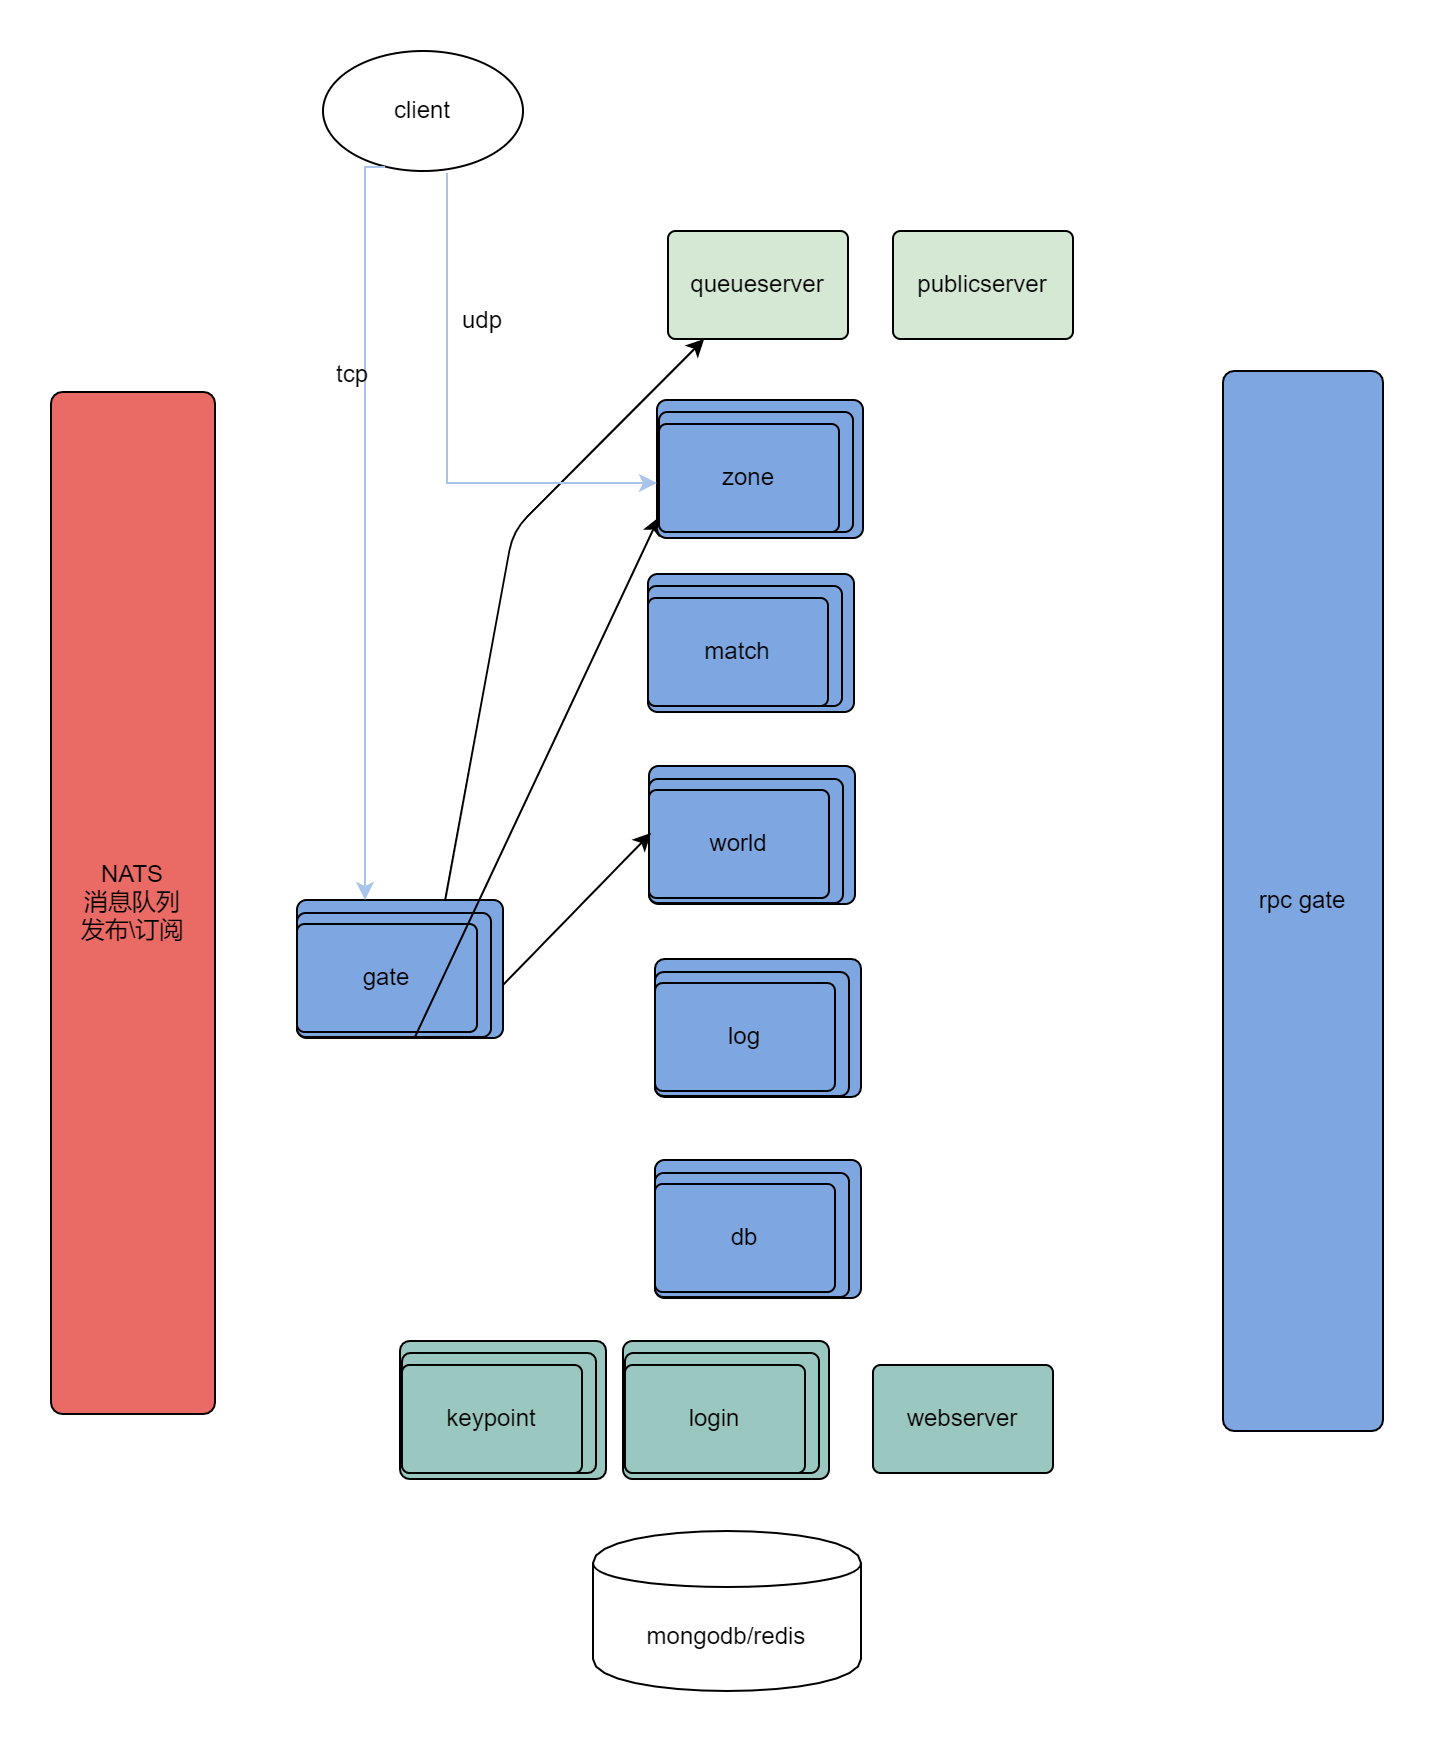 client
queueserver
publicserver
udp
tcp
zone
match
world
NATS
消息队列
发布\订阅
rpc gate
gate
log
db
keypoint
login
webserver
mongodb/redis